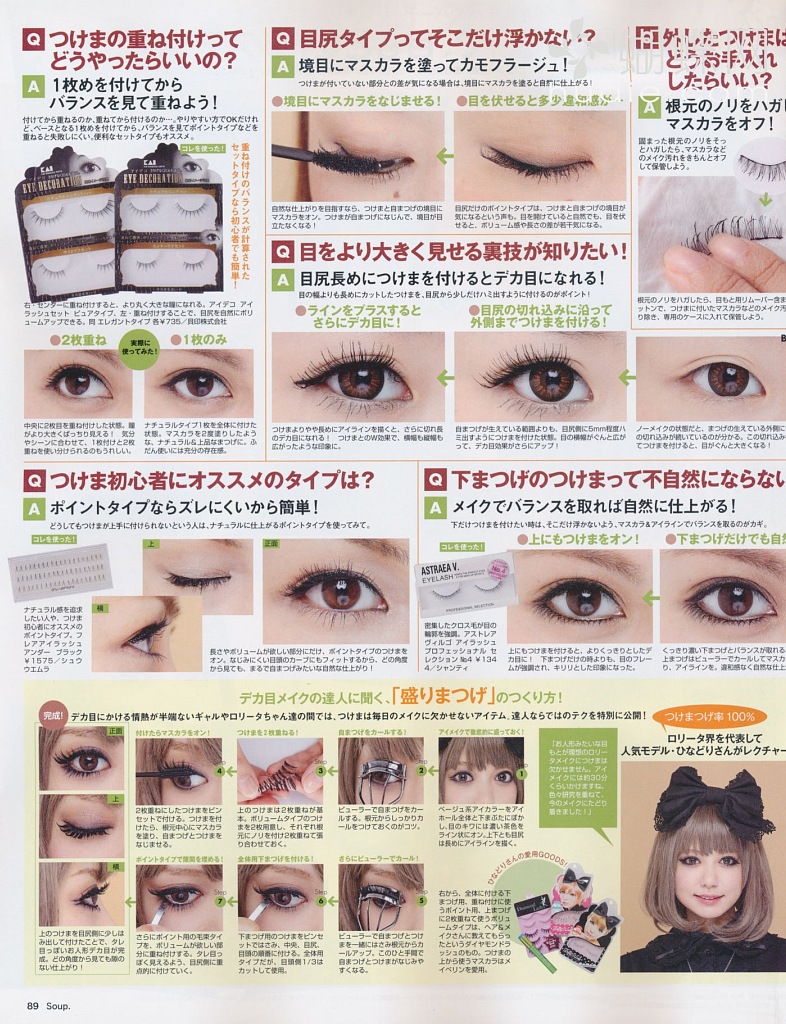 Q つけまの重ね付けって
どうやったらいいの？
A 1枚めを付けてから
バランスを見て重ねよう！
付けてから重ねるのか、重ねてから付けるのか…。やりやすい方でOKだけれ
ど、ベースとなる1枚めを付けてから、バランスを見てポイントタイプなどを
重ねると失敗しにくい。便利なセットタイプもオススメ。
コレを使った！
KAI
EYE DECORATION
EYE DECORATION
重ね付けのバランスが計算された
セットタイプなら初心者でも簡単！
右・センターに重ね付けすると、より丸く大きな瞳になれる。アイデコ アイ
ラッシュセット ピュアタイプ、左・重ね付けすることで、目尻を自然にボリ
ュームアップできる。同 エレガントタイプ 各￥735／貝印株式会社
●2枚重ね
実際に
使ってみた！
●1枚のみ
中央に2枚目を重ね付けした状態。瞳
がより大きくぱっちり見える！ 気分
やシーンに合わせて、1枚付けと2枚
重ねを使い分けられるのもうれしい。
ナチュラルタイプ1枚を全体に付けた
状態。マスカラを2度塗りしたよう
な、ナチュラル＆上品なまつげに。ふ
だん使いには充分の存在感。
Q 目尻タイプってそこだけ浮かない？
A 境目にマスカラを塗ってカモフラージュ！
つけまが付いていない部分との差が気になる場合は、境目にマスカラを塗ると自然に仕上がる！
●境目にマスカラをなじませる！
●目を伏せると多少違和感が…
自然な仕上がりを目指すなら、つけまと自まつげの境目に
マスカラをオン。つけまが自まつげになじんで、境目が目
立たなくなる！
目尻だけのポイントタイプは、つけまと自まつげの境目が
気になるという声も。目を開けていると自然でも、目を伏
せると、ボリューム感や長さの差が若干気になる。
Q 目をより大きく見せる裏技が知りたい！
A 目尻長めにつけまを付けるとデカ目になれる！
目の幅よりも長めにカットしたつけまを、目尻から少しだけハミ出すように付けるのがポイント！
●ラインをプラスすると
さらにデカ目に！
●目尻の切れ込みに沿って
外側までつけまを付ける！
つけまよりやや長めにアイラインを描くと、さらに切れ長
のデカ目になれる！ つけまとのW効果で、横幅も縦幅も
広がったような印象に。
自まつげが生えている範囲よりも、目尻側に5mm程度ハ
ミ出すようにつけまを付けた状態。目の横幅がぐんと広が
って、デカ目効果がさらにアップ！
ノーメイクの状態だと、まつげの生えている外側に
の切れ込みが続いているのが分かる。この切れ込み
てつけまを付けると、目がぐんと大きくなる！
外したつけまは
どうお手入れ
したらいい？
A 根元のノリをハガし
マスカラをオフ！
固まった根元のノリをそっ
とハガしたら、マスカラなど
のメイク汚れをきちんとオフ
して保管しよう。
根元のノリをハガしたら、目もと用リムーバー含ま
ットンで、つけまに付いたマスカラなどのメイク汚
り除き、専用のケースに入れて保管しよう。
Q つけま初心者にオススメのタイプは？
A ポイントタイプならズレにくいから簡単！
どうしてもつけまが上手に付けられないという人は、ナチュラルに仕上がるポイントタイプを使ってみて。
コレを使った！
上
正面
横
ナチュラル感を追求
したい人や、つけま
初心者にオススメの
ポイントタイプ。フ
レアアイラッシュ
アンダー ブラック
￥1575／シュウ
ウエムラ
長さやボリュームが欲しい部分にだけ、ポイントタイプのつけま
をオン。なじみにくい目頭のカーブにもフィットするから、どの角度
から見ても、まるで自まつげみたいな自然な仕上がり！
Q 下まつげのつけまって不自然にならない
A メイクでバランスを取れば自然に仕上がる！
下だけつけまを付けたい時は、そこだけ浮かないよう、マスカラ＆アイラインでバランスを取るのがカギ。
コレを使った！
ASTRAEA V.
EYELASH
PROFESSIONAL SELECTION
●上にもつけまをオン！
●下まつげだけでも自然
密集したクロス毛が目の
輪郭を強調。アストレア
ヴィルゴ アイラッシュ
プロフェッショナル セ
レクション №4 ￥134
4／シャンティ
上にもつけまを付けると、よりくっきりとしたデ
カ目に！ 下まつげだけの時よりも、目のフレー
ムが強調され、キリリとした印象になった。
くっきり濃い下まつげとバランスが取れる
上まつげはビューラーでカールしてマスカ
り、アイラインを。違和感なく自然な仕上
デカ目メイクの達人に聞く、「盛りまつげ」のつくり方！
完成！
デカ目にかける情熱が半端ないギャルやロリータちゃん達の間では、つけまは毎日のメイクに欠かせないアイテム。達人ならではのテクを特別に公開！
つけまつげ率 100%
ロリータ界を代表して
人気モデル・ひなどりさんがレクチャー
正面
上
横
上のつけまは目尻側に少しは
み出して付けたことで、タレ
目っぽいお人形デカ目が完
成。どの角度から見ても隙の
ない仕上がり！
アイメイクで徹底的に盛っておく！
1
ベージュ系アイカラーをアイ
ホール全体と下まぶたにぼか
し、目のキワには濃い茶色を
ライン状にオン。上下とも目尻
は長めにアイラインを描く。
自まつげをカールする！
Step
2
ビューラーで自まつげをカー
ルする。根元からしっかりカ
ールをつけておくのがコツ。
つけまを2枚重ねる！
Step
3
上のつけまは2枚重ねが基
本。ボリュームタイプのつけ
まを2枚用意し、それぞれ根
元にノリを付け2枚重ねて張
り合わせておく。
付けたらマスカラをオン！
Step
4
2枚重ねにしたつけまをピン
セットで付ける。つけまを付
けたら、根元中心にマスカラ
を塗り、自まつげとつけまを
なじませる。
さらにビューラーでカール！
Step
5
ビューラーで自まつげとつけ
まを一緒にはさみ根元からカ
ールアップ。このひと手間で
自まつげとつけまがなじみや
すくなる。
全体用下まつげを付ける！
Step
6
下まつげ用のつけまをピンセ
ットではさみ、中央、目尻、
目頭の順番に付ける。全体用
タイプだが、目頭側1/3は
カットして使用。
ポイントタイプで隙間を埋める！
Step
7
さらにポイント用の毛束タイ
プを、ボリュームが欲しい部分
に重ね付けする。タレ目っ
ぽく見えるよう、目尻側に重
点的に付けていく。
「お人形みたいな目
もとが理想のロリー
タメイクにつけまは
欠かせません。アイ
メイクには約30分
くらいかけますね。
色々研究を重ねて、
今のメイクにたどり
着きました！」
ひなどりさんの愛用GOODS！
右から、全体に付ける下
まつげ用、重ね付けに使
うポイント用、上まつげ
に2枚重ねて使うボリュ
ームタイプは、ヘア＆メ
イクさんに教えてもらっ
たというダイヤモンドラ
ッシュのもの。つけまの
上から使うマスカラはメ
イベリンを愛用。
89 Soup.